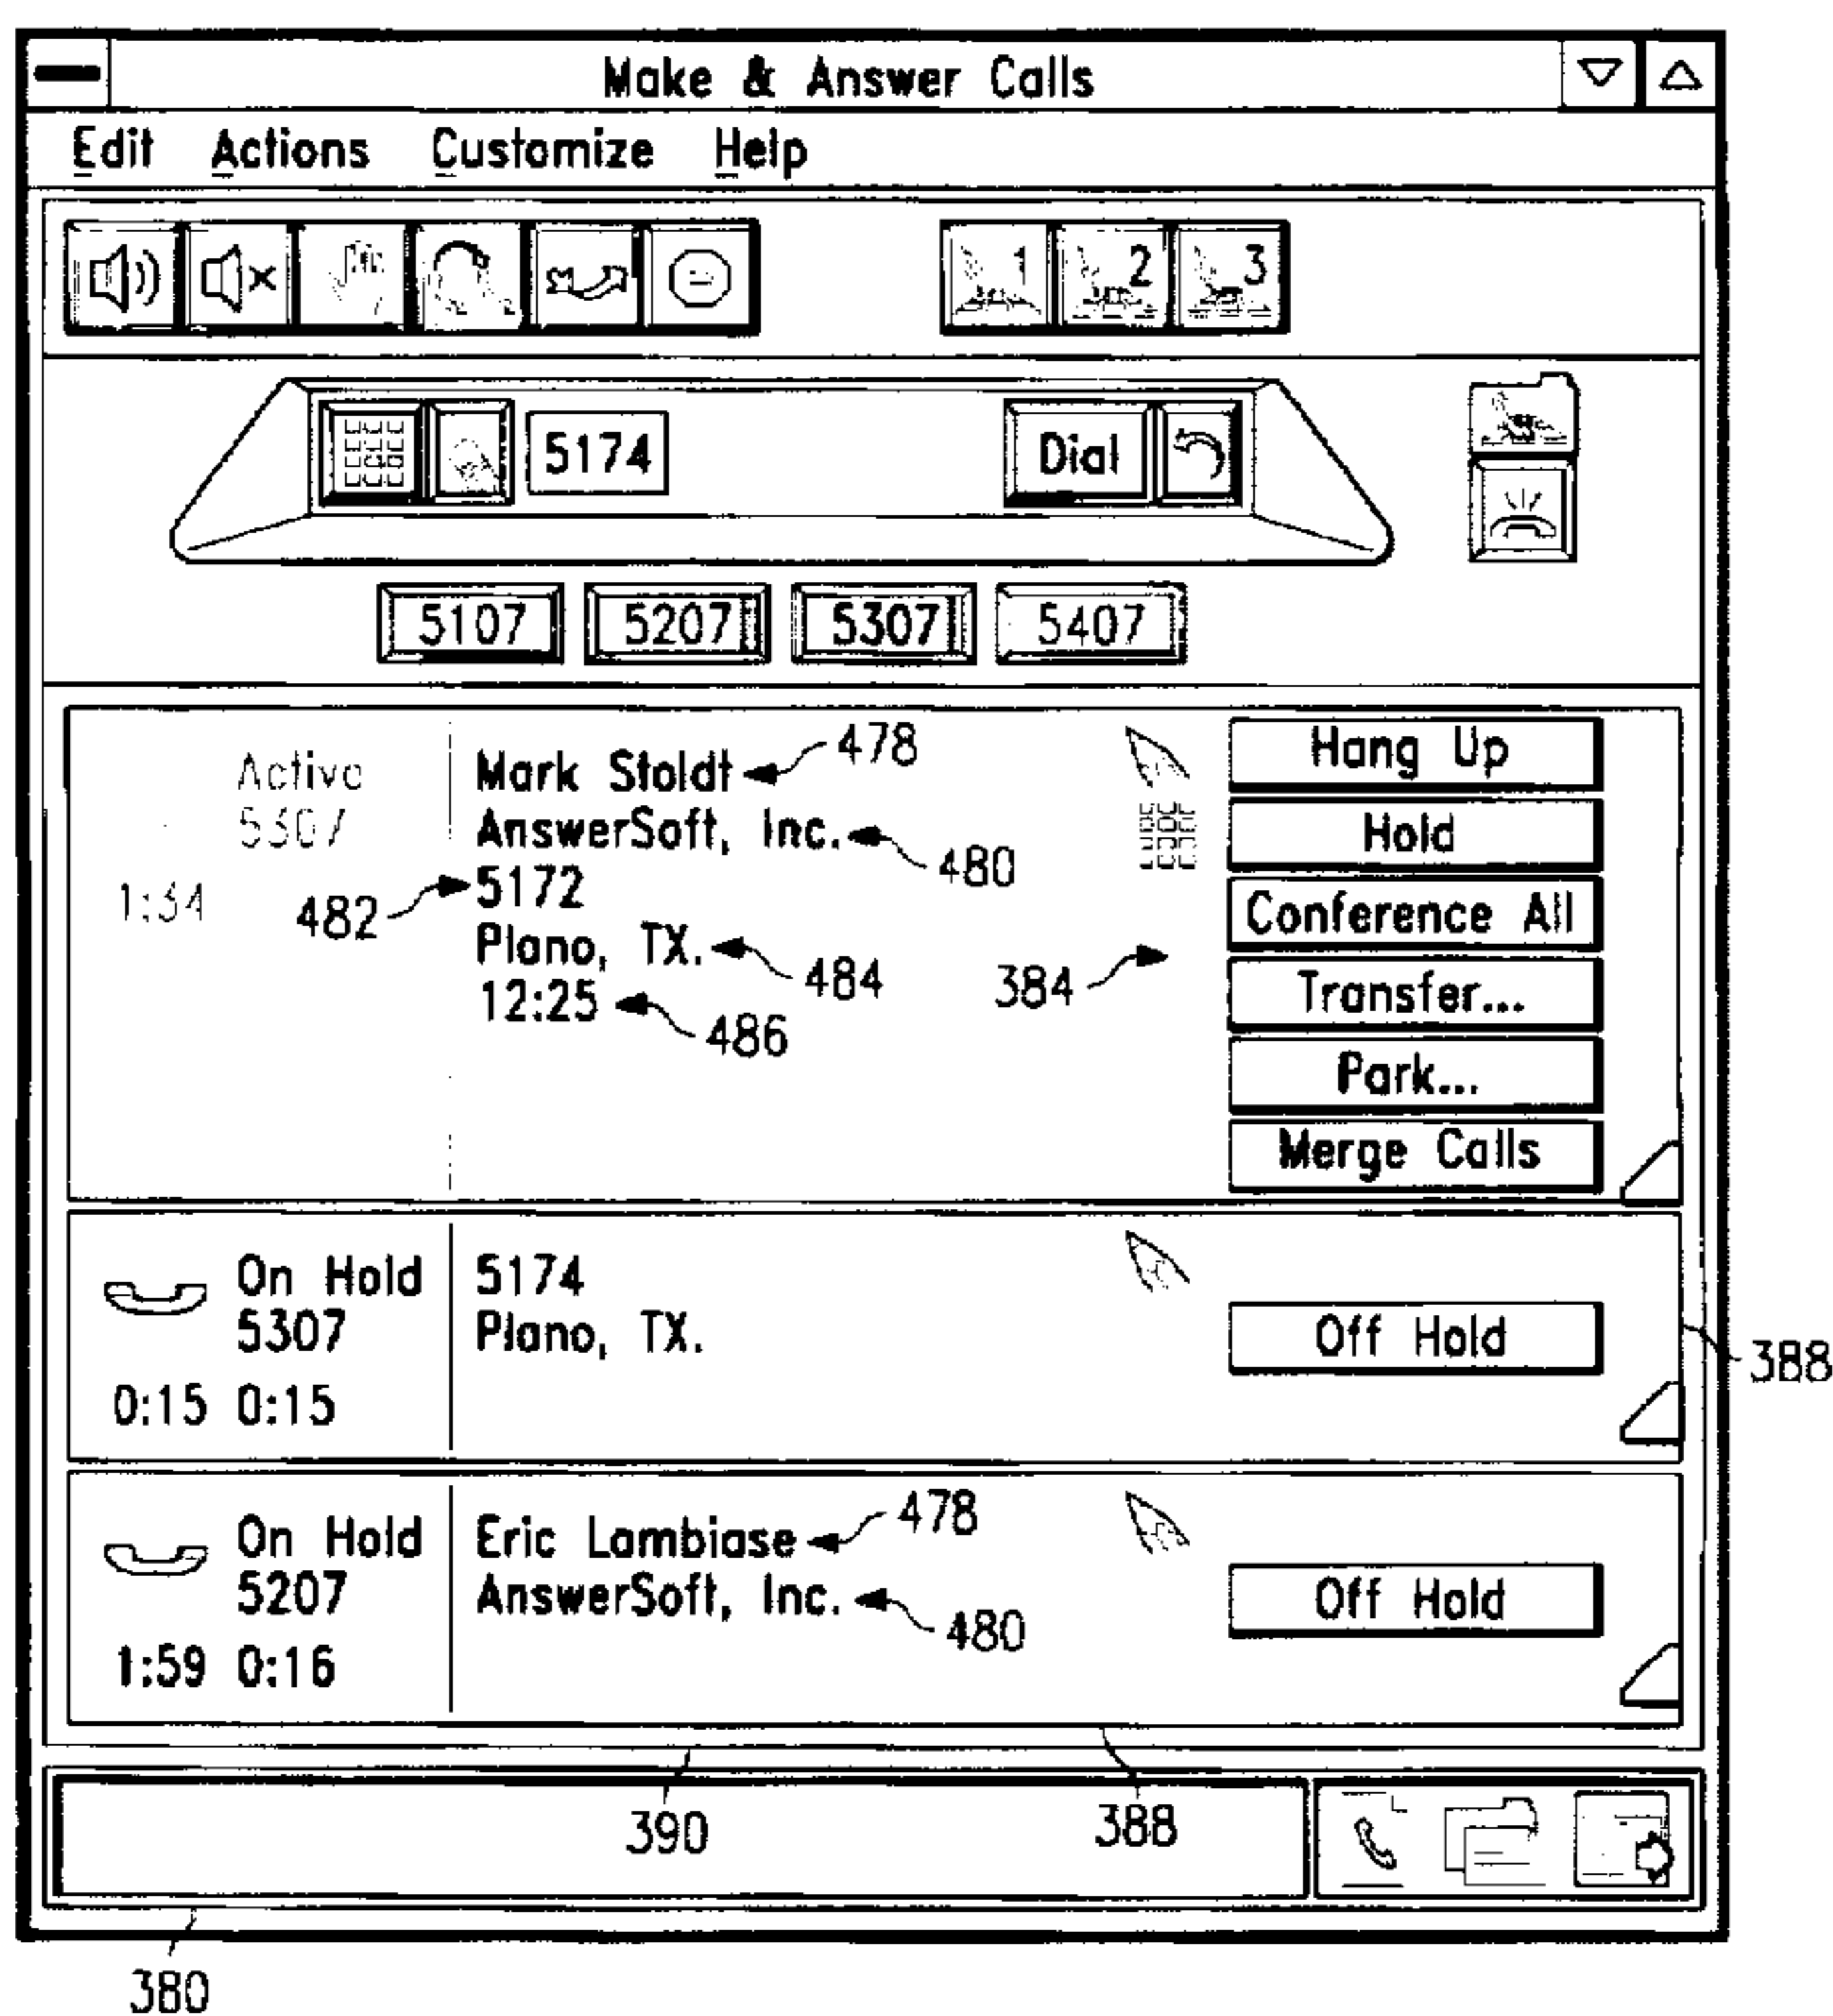 Make & Answer Calls
Edit Actions Customize Help
1 2 3
5174 Dial
5107 5207 5307 5407
Active
5307
1:34
Mark Stoldt 478
AnswerSoft, Inc. 480
482 5172
Plano, TX. 484
12:25 486
384
Hang Up
Hold
Conference All
Transfer...
Park...
Merge Calls
On Hold
5307
0:15 0:15
5174
Plano, TX.
Off Hold
388
On Hold
5207
1:59 0:16
Eric Lambiase 478
AnswerSoft, Inc. 480
Off Hold
390
388
380